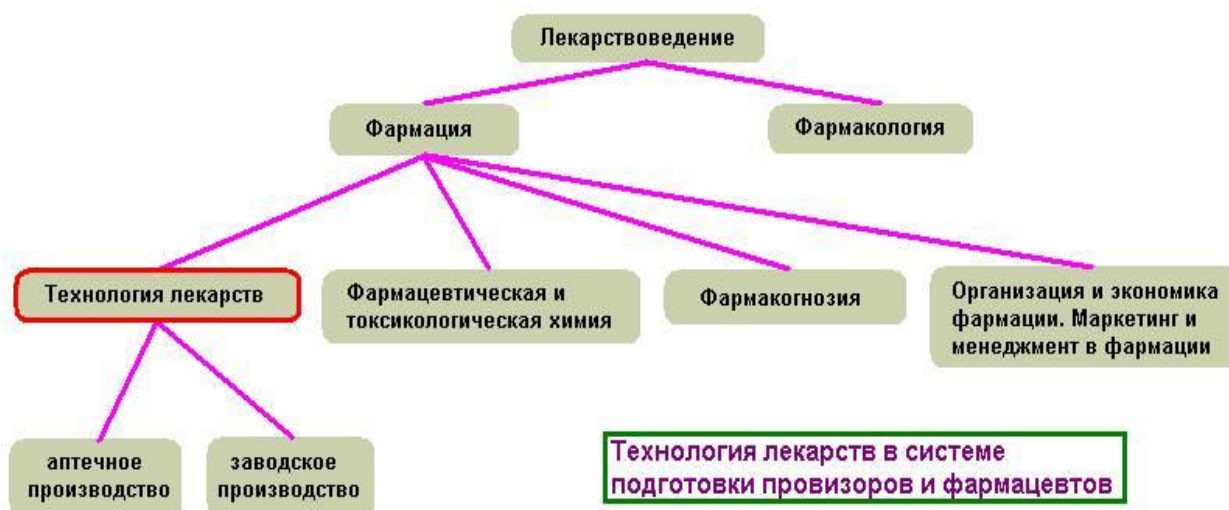 Лекарствоведение
Фармация
Фармакология
Технология лекарств
Фармацевтическая и
токсикологическая химия
Фармакогнозия
Организация и экономика
фармации. Маркетинг и
менеджмент в фармации
аптечное
производство
заводское
производство
Технология лекарств в системе
подготовки провизоров и фармацевтов